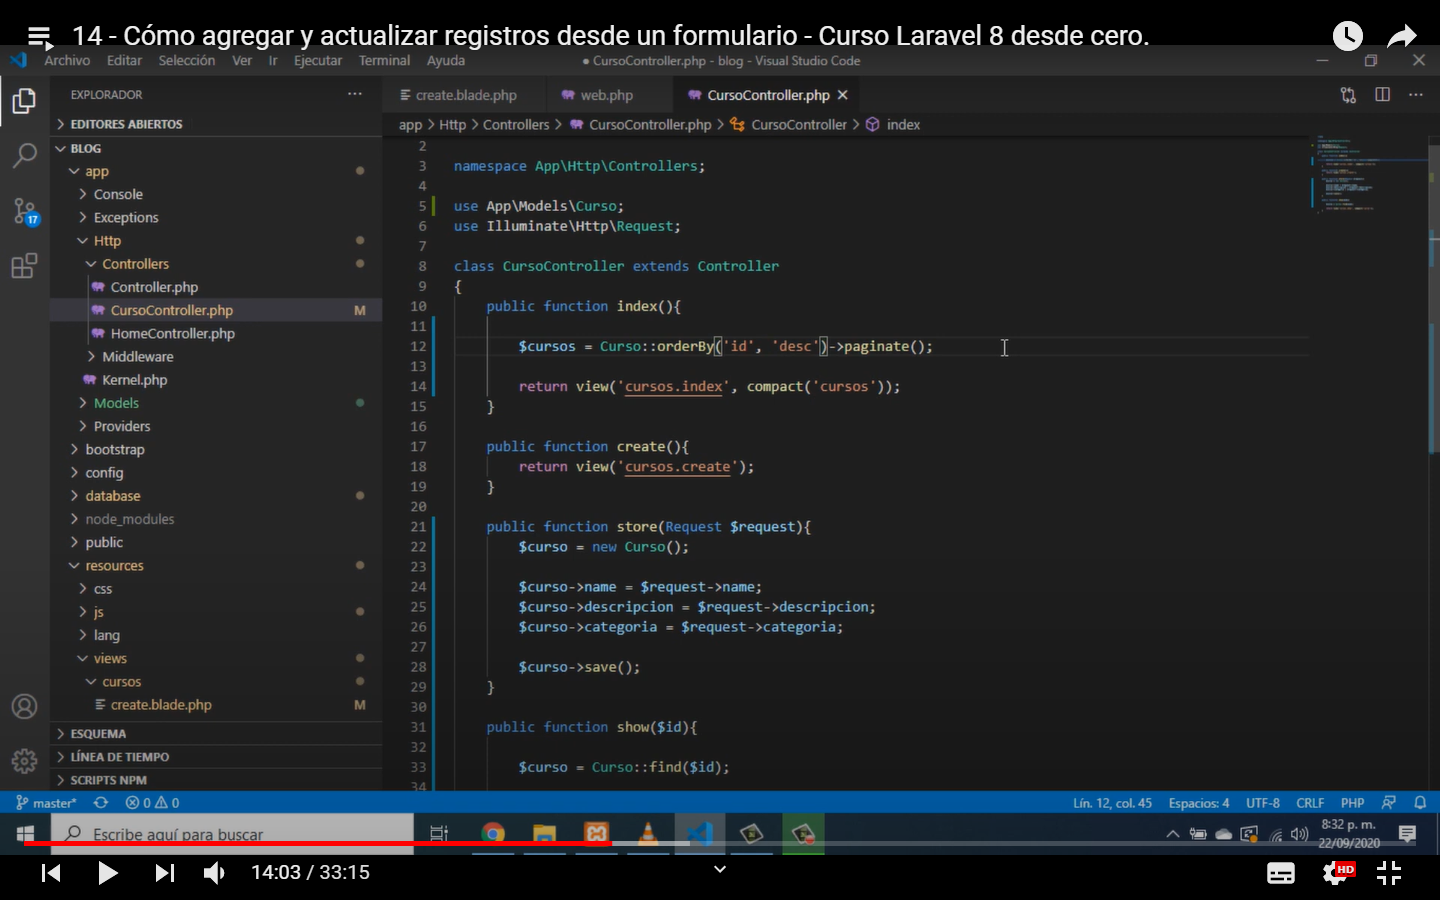 14 - Cómo agregar y actualizar registros desde un formulario - Curso Laravel 8 desde cero.
Archivo Editar Selección Ver Ir Ejecutar Terminal Ayuda
● CursoController.php - blog - Visual Studio Code
EXPLORADOR
EDITORES ABIERTOS
BLOG
app
Console
Exceptions
Http
Controllers
Controller.php
CursoController.php M
HomeController.php
Middleware
Kernel.php
Models
Providers
bootstrap
config
database
node_modules
public
resources
css
js
lang
views
cursos
create.blade.php M
ESQUEMA
LÍNEA DE TIEMPO
SCRIPTS NPM
17
create.blade.php web.php CursoController.php
app > Http > Controllers > CursoController.php > CursoController > index
2
3 namespace App\Http\Controllers;
4
5 use App\Models\Curso;
6 use Illuminate\Http\Request;
7
8 class CursoController extends Controller
9 {
10 public function index(){
11
12 $cursos = Curso::orderBy('id', 'desc')->paginate();
13
14 return view('cursos.index', compact('cursos'));
15 }
16
17 public function create(){
18 return view('cursos.create');
19 }
20
21 public function store(Request $request){
22 $curso = new Curso();
23
24 $curso->name = $request->name;
25 $curso->descripcion = $request->descripcion;
26 $curso->categoria = $request->categoria;
27
28 $curso->save();
29 }
30
31 public function show($id){
32
33 $curso = Curso::find($id);
34
master* 0 0 Lín. 12, col. 45 Espacios: 4 UTF-8 CRLF PHP
Escribe aquí para buscar
8:32 p. m.
22/09/2020
14:03 / 33:15
HD